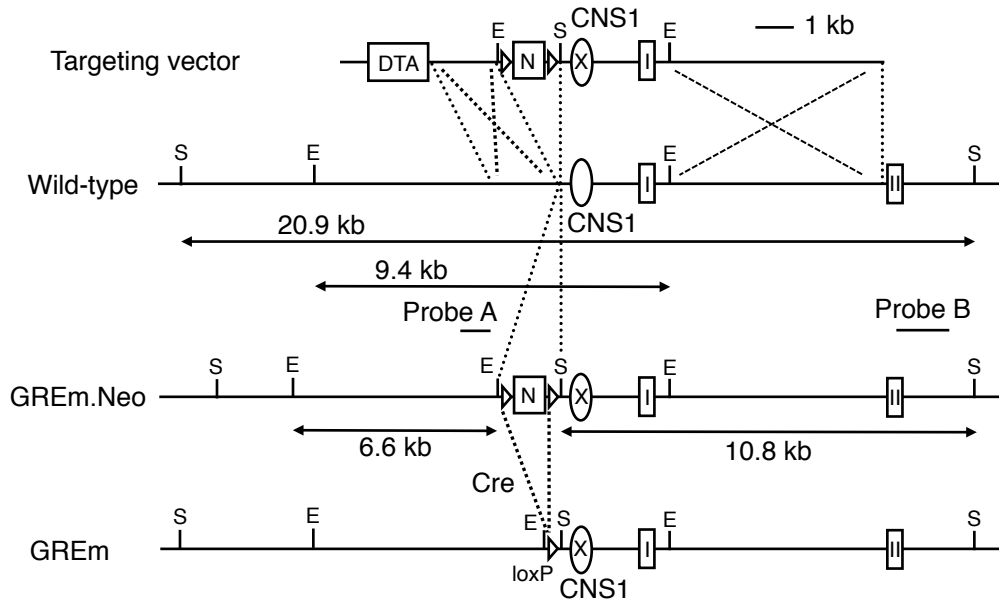 CNS1
E S E 1 kb
Targeting vector DTA N X I
S E E S
Wild-type I II
CNS1
20.9 kb
9.4 kb
Probe A Probe B
S E E S E S
GREm.Neo N X I II
6.6 kb 10.8 kb
Cre
S E E S E S
GREm X I II
loxP
CNS1